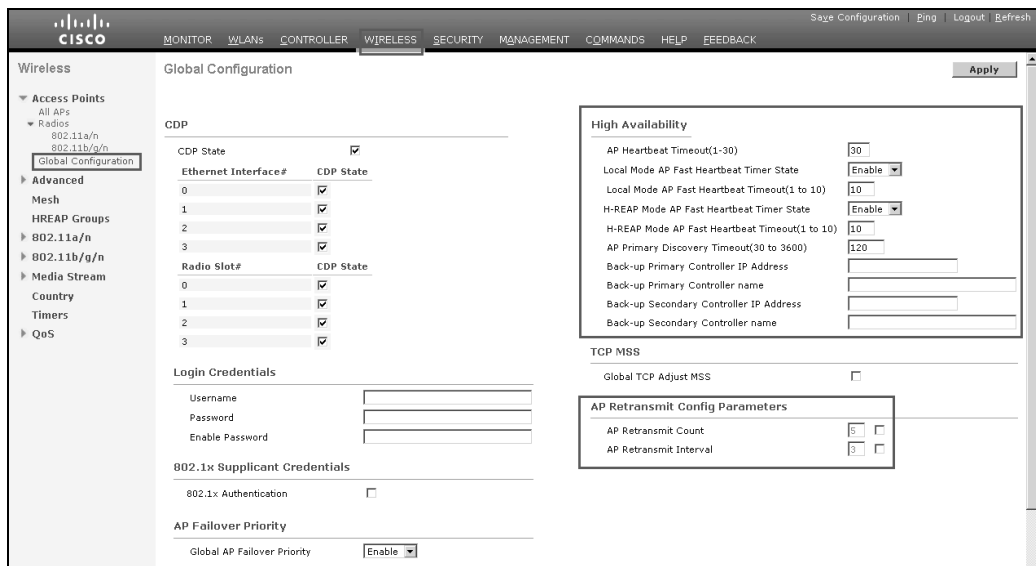 Save Configuration | Ping | Logout | Refresh
CISCO
MONITOR WLANs CONTROLLER WIRELESS SECURITY MANAGEMENT COMMANDS HELP FEEDBACK
Wireless
Access Points
All APs
Radios
802.11a/n
802.11b/g/n
Global Configuration
Advanced
Mesh
HREAP Groups
802.11a/n
802.11b/g/n
Media Stream
Country
Timers
QoS
Global Configuration
Apply
CDP
CDP State
Ethernet Interface# CDP State
0
1
2
3
Radio Slot# CDP State
0
1
2
3
Login Credentials
Username
Password
Enable Password
802.1x Supplicant Credentials
802.1x Authentication
AP Failover Priority
Global AP Failover Priority Enable
High Availability
AP Heartbeat Timeout(1-30) 30
Local Mode AP Fast Heartbeat Timer State Enable
Local Mode AP Fast Heartbeat Timeout(1 to 10) 10
H-REAP Mode AP Fast Heartbeat Timer State Enable
H-REAP Mode AP Fast Heartbeat Timeout(1 to 10) 10
AP Primary Discovery Timeout(30 to 3600) 120
Back-up Primary Controller IP Address
Back-up Primary Controller name
Back-up Secondary Controller IP Address
Back-up Secondary Controller name
TCP MSS
Global TCP Adjust MSS
AP Retransmit Config Parameters
AP Retransmit Count 5
AP Retransmit Interval 3